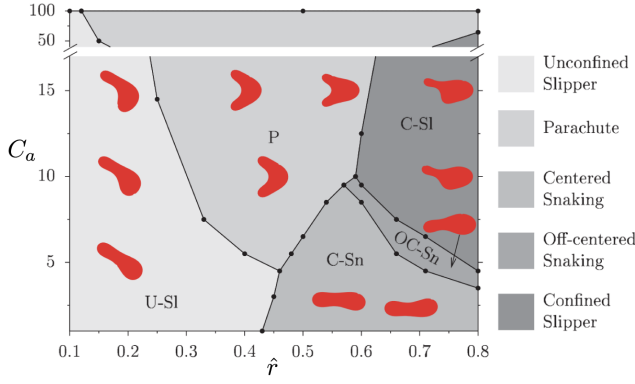 100
50
15
10
5
C_a
P
C-Sl
OC-Sn
C-Sn
U-Sl
0.1 0.2 0.3 0.4 0.5 0.6 0.7 0.8
r̂
Unconfined
Slipper
Parachute
Centered
Snaking
Off-centered
Snaking
Confined
Slipper